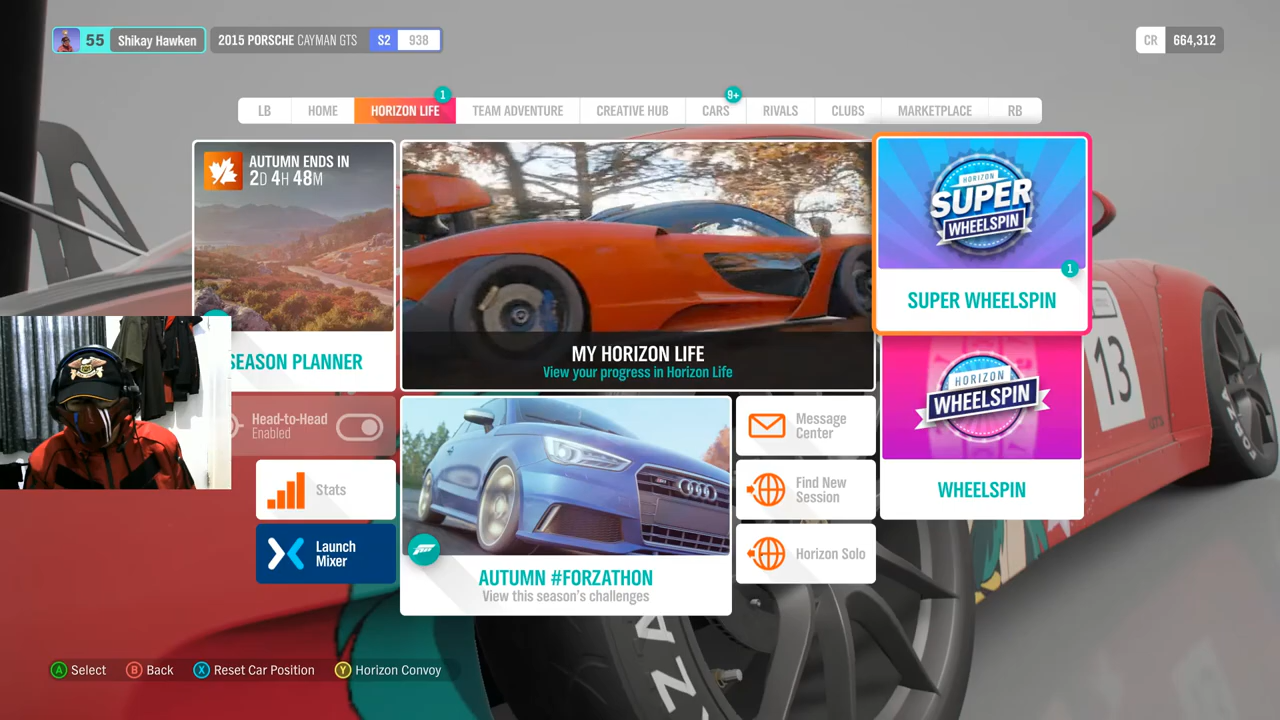 55 Shikay Hawken
2015 PORSCHE CAYMAN GTS S2 938
CR 664,312
1
9+
LB HOME HORIZON LIFE TEAM ADVENTURE CREATIVE HUB CARS RIVALS CLUBS MARKETPLACE RB
AUTUMN ENDS IN
2D 4H 48M
SEASON PLANNER
MY HORIZON LIFE
View your progress in Horizon Life
HORIZON
SUPER
WHEELSPIN
1
SUPER WHEELSPIN
HORIZON
WHEELSPIN
WHEELSPIN
Head-to-Head
Enabled
Stats
Launch
Mixer
AUTUMN #FORZATHON
View this season's challenges
Message
Center
Find New
Session
Horizon Solo
13
GTS
A Select B Back X Reset Car Position Y Horizon Convoy